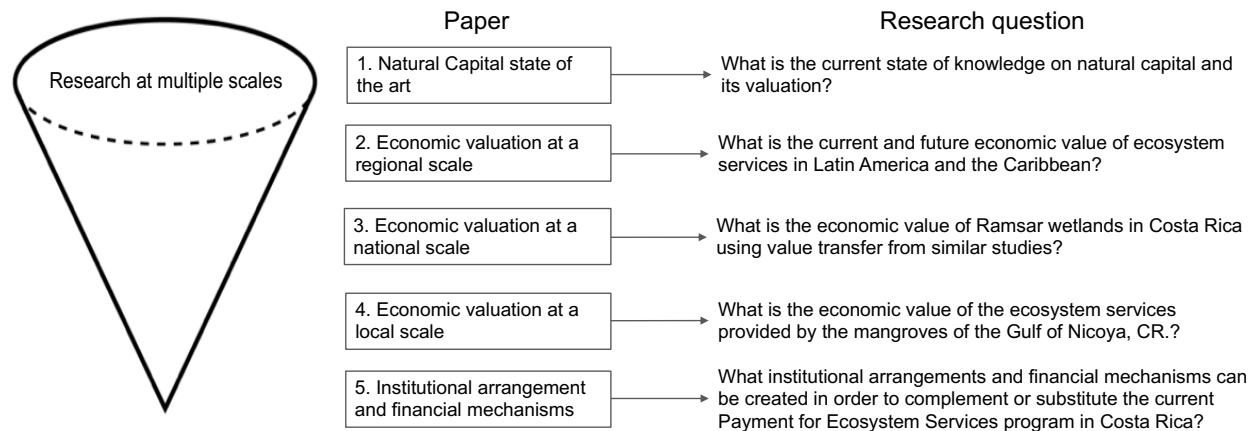 Paper
Research question
Research at multiple scales
1. Natural Capital state of
the art
What is the current state of knowledge on natural capital and
its valuation?
2. Economic valuation at a
regional scale
What is the current and future economic value of ecosystem
services in Latin America and the Caribbean?
3. Economic valuation at a
national scale
What is the economic value of Ramsar wetlands in Costa Rica
using value transfer from similar studies?
4. Economic valuation at a
local scale
What is the economic value of the ecosystem services
provided by the mangroves of the Gulf of Nicoya, CR.?
5. Institutional arrangement
and financial mechanisms
What institutional arrangements and financial mechanisms can
be created in order to complement or substitute the current
Payment for Ecosystem Services program in Costa Rica?